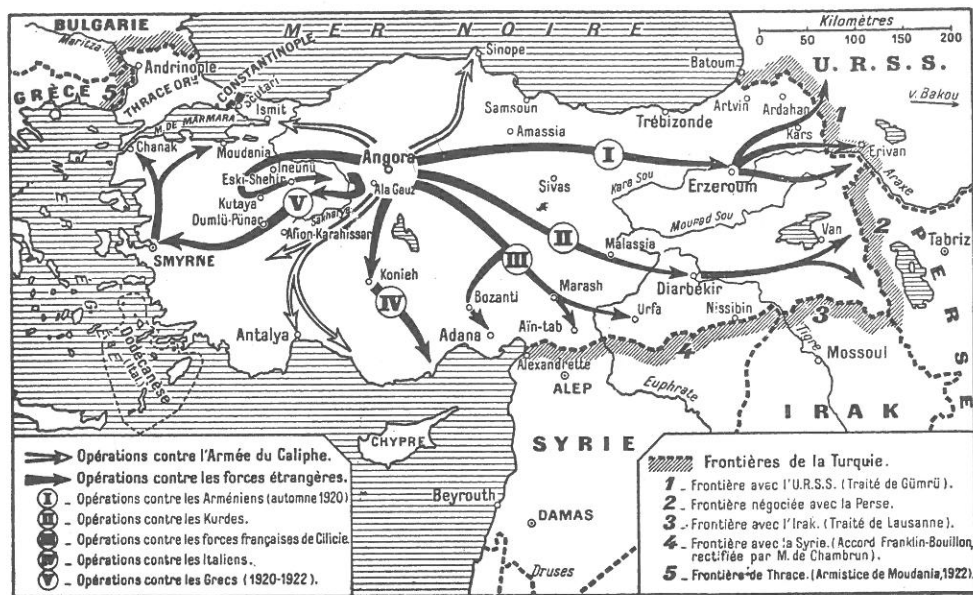 BULGARIE
Maritza
Andrinople
GRÈCE
5
THRACE ORle
CONSTANTINOPLE
Scutari
Ismit
M. DE MARMARA
Chanak
Moudania
MER NOIRE
Sinope
Samsoun
Amassia
Trébizonde
Batoum
Artvin
Ardahan
Kars
Kilomètres
0 50 100 150 200
U.R.S.S.
v. Bakou
1
Erivan
Araxe
Angora
Ineunü
Eski-Shehir
Kutaya
Dumlü-Pünar
Ala Geuz
Sakharya
Afion-Karahissar
V
I
Erzeroum
Sivas
Kara Sou
Mourad Sou
II
Malassia
Van
2
Tabriz
PERSE
SMYRNE
Konieh
IV
III
Bozanti
Marash
Diarbékir
Nissibin
Urfa
Adana
Aïn-tab
Antalya
3
4
Tigre
Mossoul
Alexandrette
ALEP
Euphrate
Dodécanèse
(Ital.)
CHYPRE
SYRIE
IRAK
Beyrouth
DAMAS
Druses
Opérations contre l'Armée du Caliphe.
Opérations contre les forces étrangères.
I _ Opérations contre les Arméniens (automne 1920)
II _ Opérations contre les Kurdes.
III _ Opérations contre les forces françaises de Cilicie.
IV _ Opérations contre les Italiens.
V _ Opérations contre les Grecs (1920-1922).
Frontières de la Turquie.
1 _ Frontière avec l'U.R.S.S. (Traité de Gümrü).
2 _ Frontière négociée avec la Perse.
3 _ Frontière avec l'Irak. (Traité de Lausanne).
4 _ Frontière avec la Syrie. (Accord Franklin-Bouillon,
rectifiée par M. de Chambrun).
5 _ Frontière de Thrace. (Armistice de Moudania, 1922)